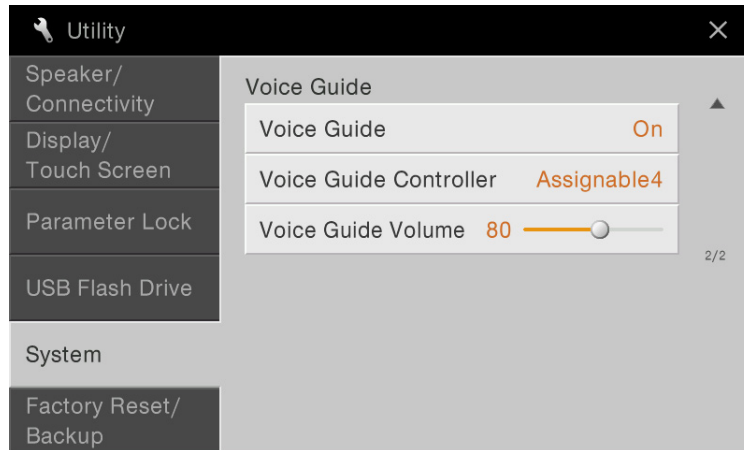 Utility
Speaker/
Connectivity
Display/
Touch Screen
Parameter Lock
USB Flash Drive
System
Factory Reset/
Backup
Voice Guide
Voice Guide On
Voice Guide Controller Assignable4
Voice Guide Volume 80
2/2